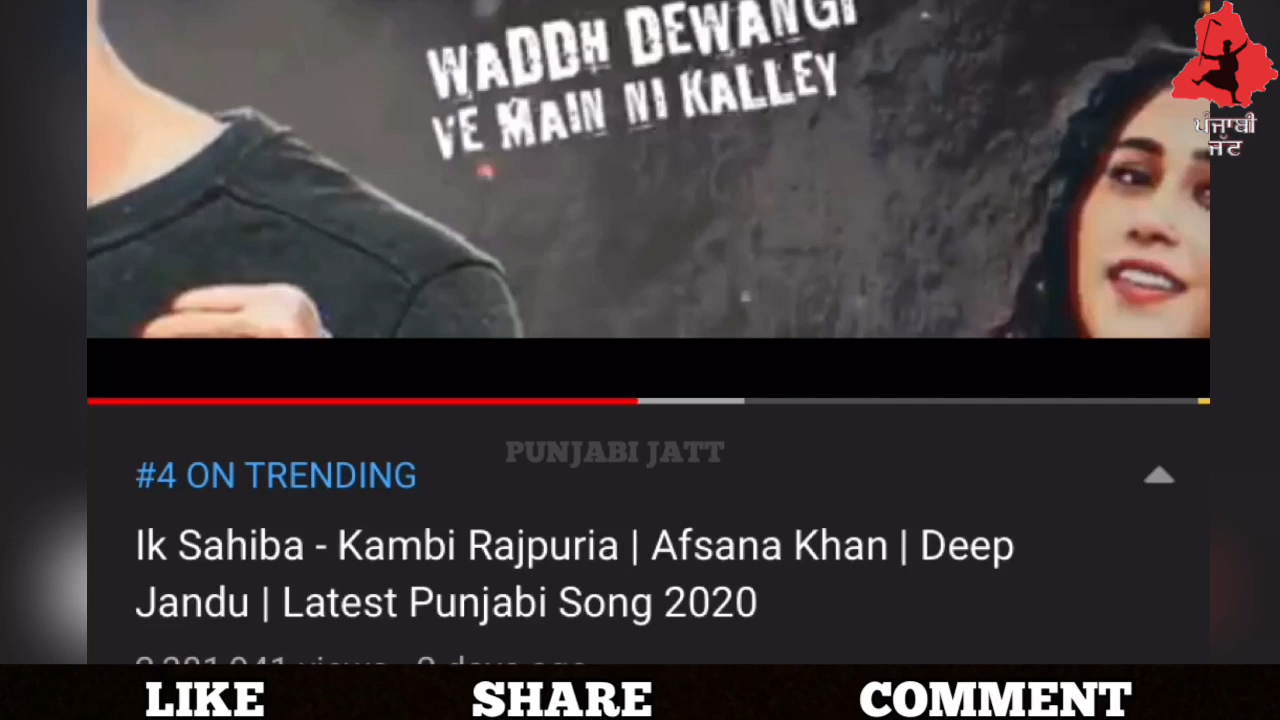 WADDH DEWANGI
VE MAIN NI KALLEY
ਪੰਜਾਬੀ
ਜੱਟ
PUNJABI JATT
#4 ON TRENDING
Ik Sahiba - Kambi Rajpuria | Afsana Khan | Deep
Jandu | Latest Punjabi Song 2020
LIKE SHARE COMMENT